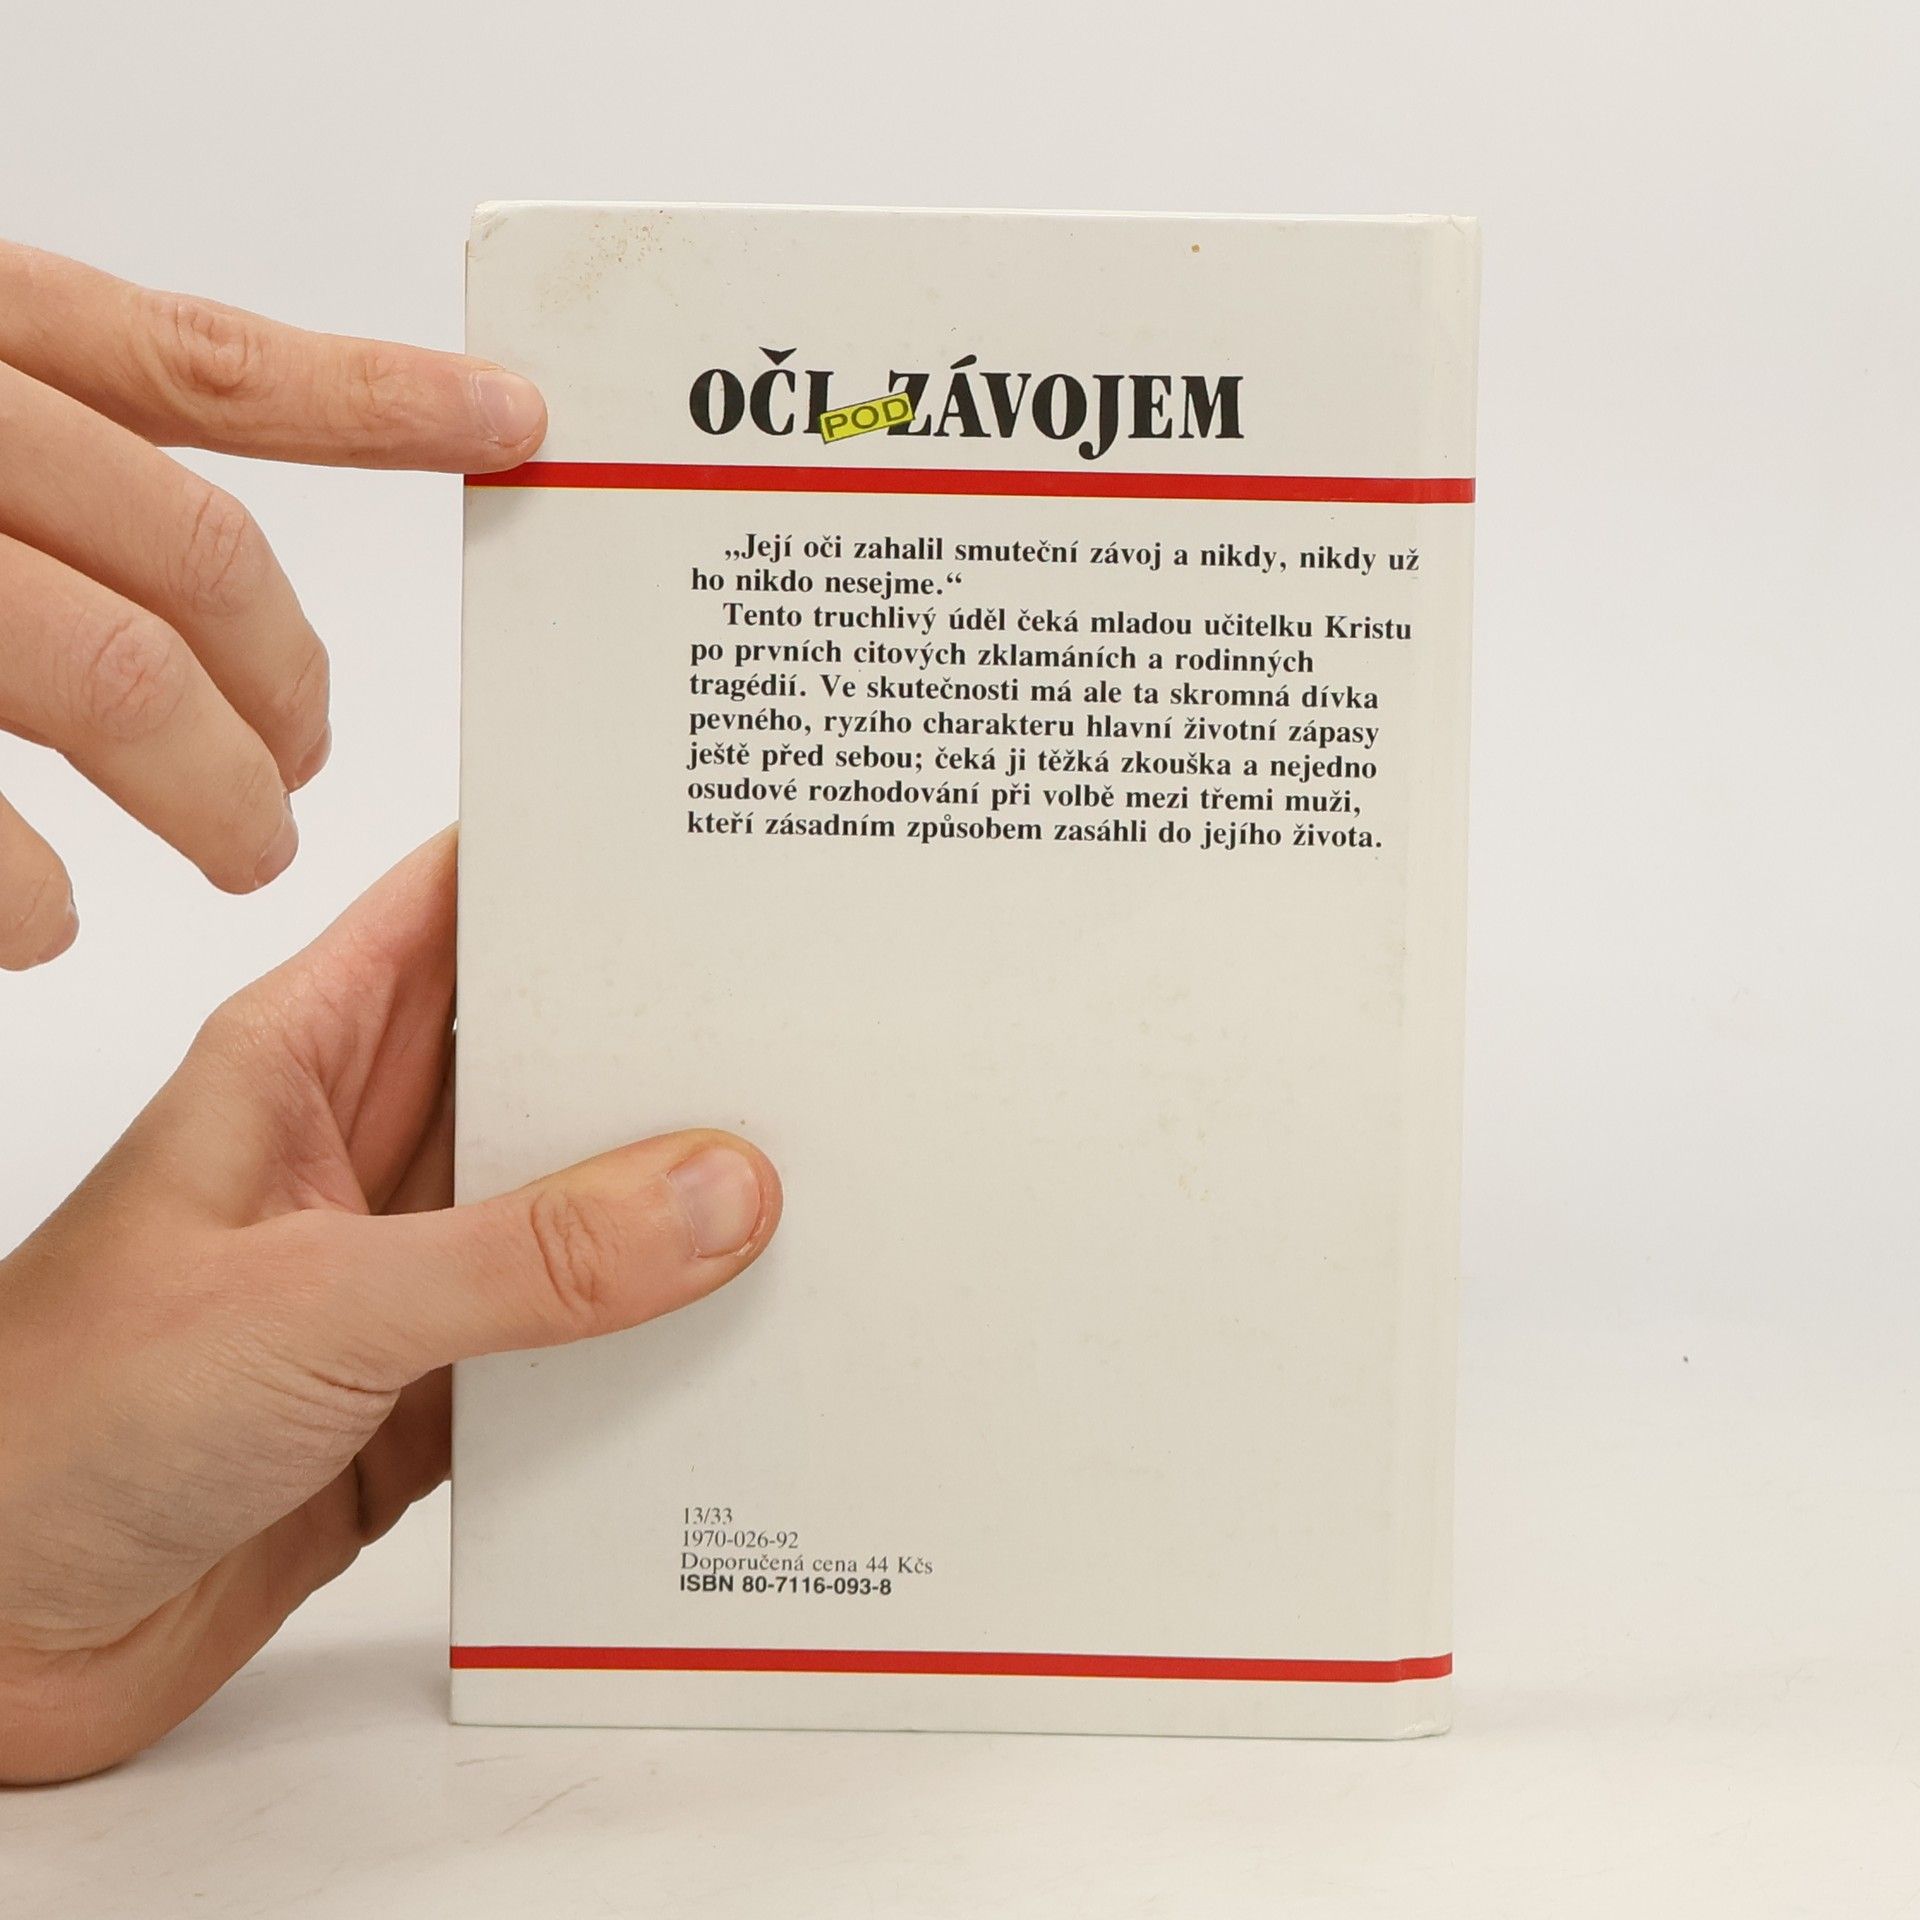 OČI POD ZÁVOJEM
„Její oči zahalil smuteční závoj a nikdy, nikdy už
ho nikdo nesejme.“
Tento truchlivý úděl čeká mladou učitelku Kristu
po prvních citových zklamáních a rodinných
tragédií. Ve skutečnosti má ale ta skromná dívka
pevného, ryzího charakteru hlavní životní zápasy
ještě před sebou; čeká ji těžká zkouška a nejedno
osudové rozhodování při volbě mezi třemi muži,
kteří zásadním způsobem zasáhli do jejího života.
13/33
1970-026-92
Doporučená cena 44 Kčs
ISBN 80-7116-093-8